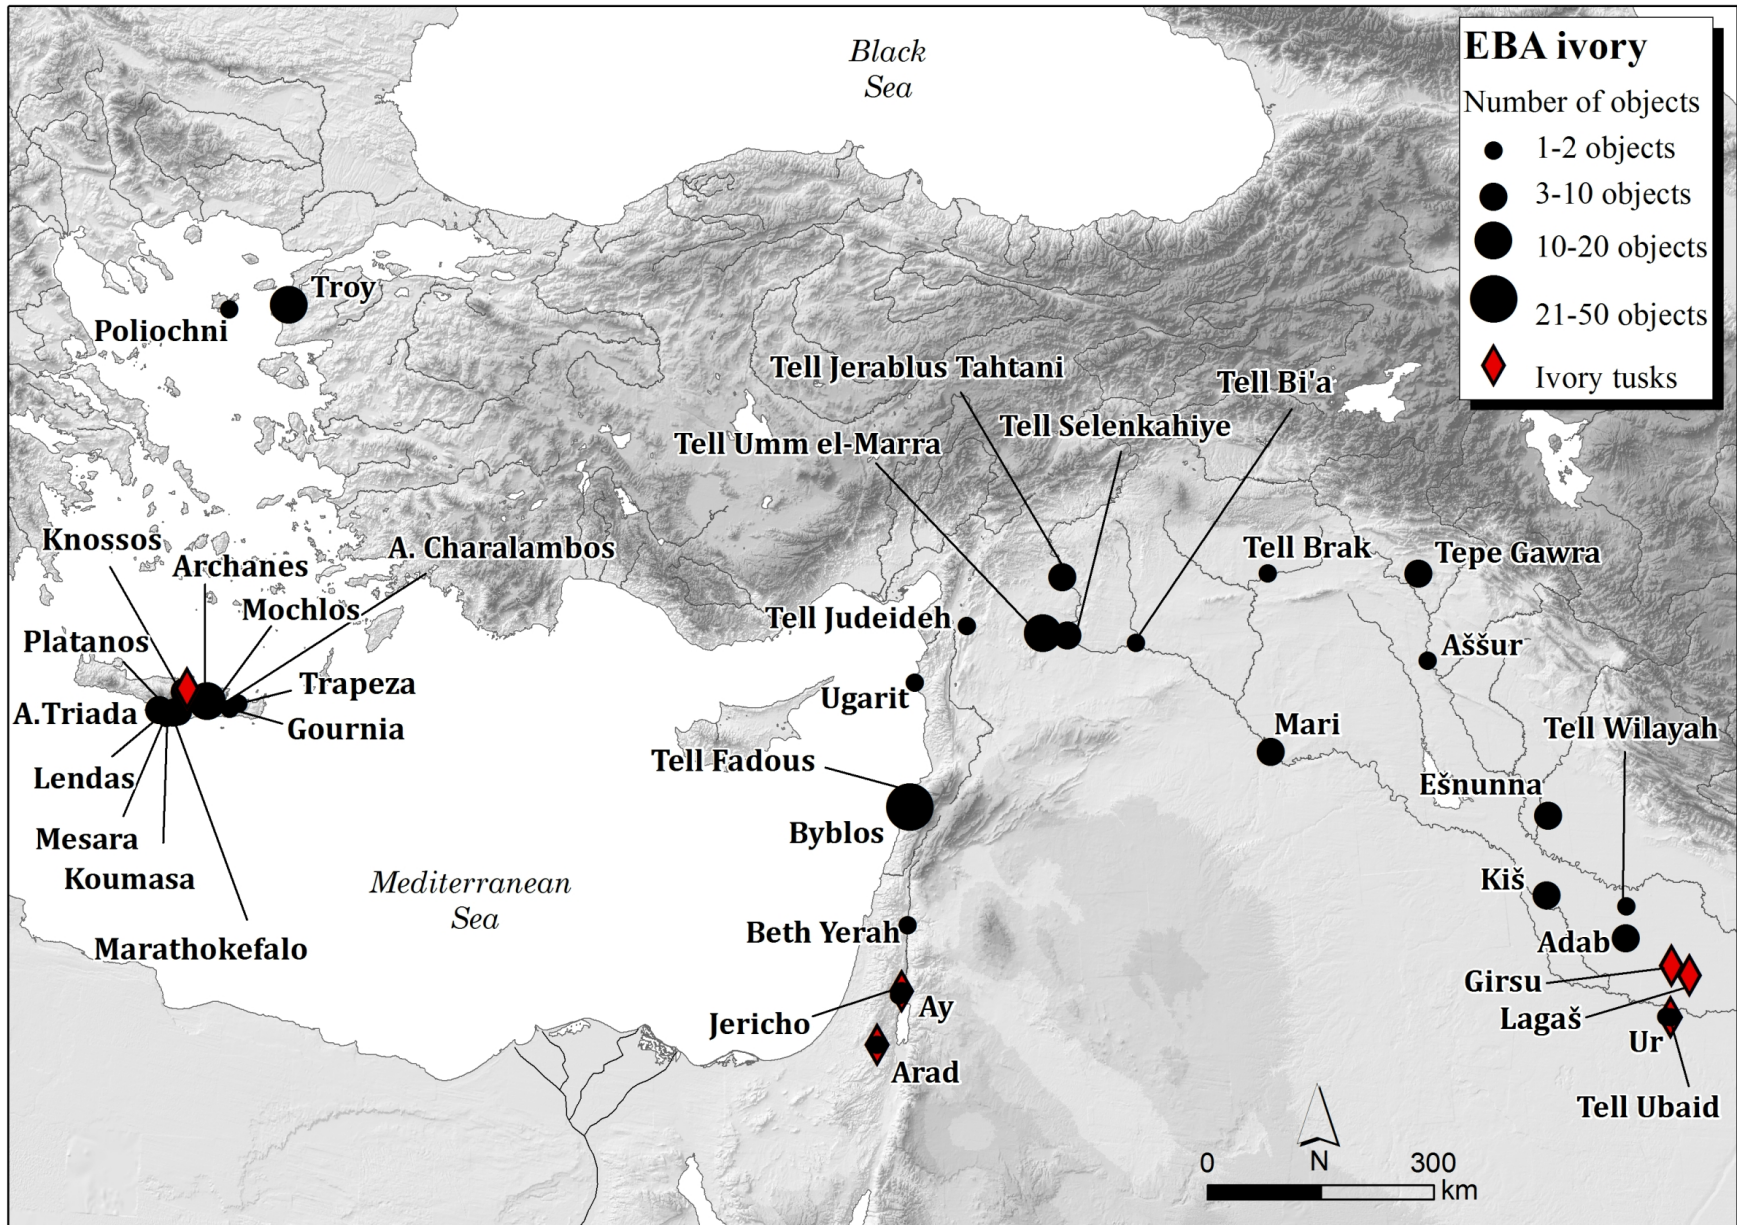 Black
Sea
EBA ivory
Number of objects
1-2 objects
3-10 objects
10-20 objects
21-50 objects
Ivory tusks
Troy
Poliochni
Tell Jerablus Tahtani
Tell Bi'a
Tell Selenkahiye
Tell Umm el-Marra
Knossos
Archanes
A. Charalambos
Mochlos
Platanos
Trapeza
A.Triada
Gournia
Lendas
Mesara
Koumasa
Marathokefalo
Tell Brak
Tepe Gawra
Tell Judeideh
Aššur
Ugarit
Mari
Tell Wilayah
Tell Fadous
Ešnunna
Byblos
Mediterranean
Sea
Kiš
Beth Yerah
Adab
Girsu
Jericho
Ay
Lagaš
Ur
Arad
Tell Ubaid
0
N
300
km